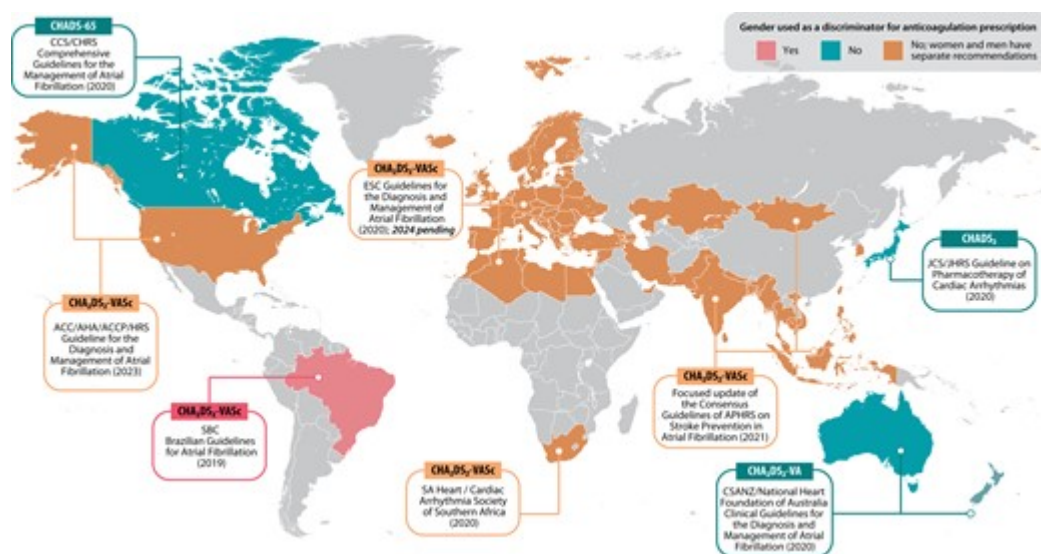 CHADS-65
CCS/CHRS
Comprehensive
Guidelines for the
Management of Atrial
Fibrillation (2020)
Gender used as a discriminator for anticoagulation prescription
Yes
No
No; women and men have
separate recommendations
CHA₂DS₂-VASc
ESC Guidelines for
the Diagnosis and
Management of
Atrial Fibrillation
(2020); 2024 pending
CHADS₂
JCS/JHRS Guideline on
Pharmacotherapy of
Cardiac Arrhythmias
(2020)
CHA₂DS₂-VASc
ACC/AHA/ACCP/HRS
Guideline for the
Diagnosis and
Management of Atrial
Fibrillation (2023)
CHA₂DS₂-VASc
SBC
Brazilian Guidelines
for Atrial Fibrillation
(2019)
CHA₂DS₂-VASc
SA Heart / Cardiac
Arrhythmia Society
of Southern Africa
(2020)
CHA₂DS₂-VASc
Focused update of
the Consensus
Guidelines of APHRS on
Stroke Prevention in
Atrial Fibrillation (2021)
CHA₂DS₂-VA
CSANZ/National Heart
Foundation of Australia
Clinical Guidelines for
the Diagnosis and
Management of Atrial
Fibrillation (2020)